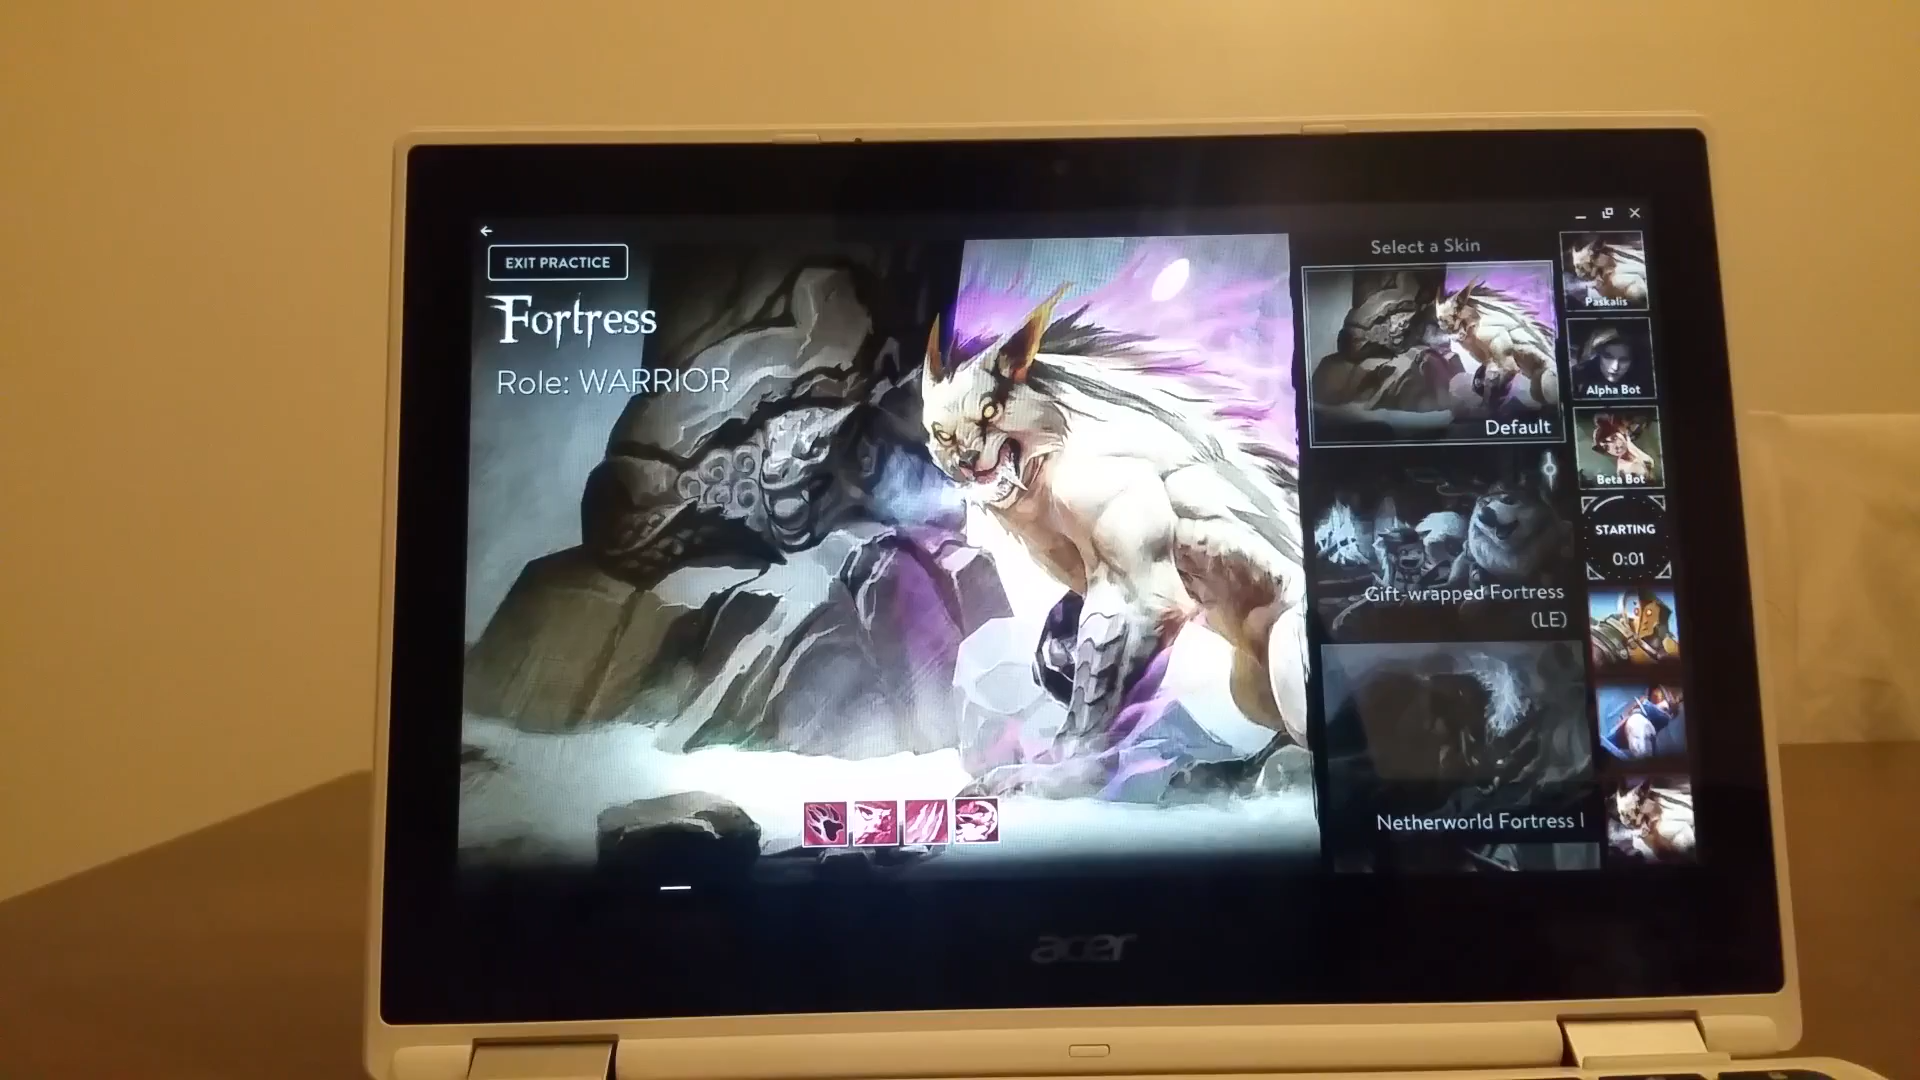 EXIT PRACTICE
Fortress
Role: WARRIOR
Select a Skin
Default
Gift-wrapped Fortress
(LE)
Netherworld Fortress I
Paskalis
Alpha Bot
Beta Bot
STARTING
0:01
acer